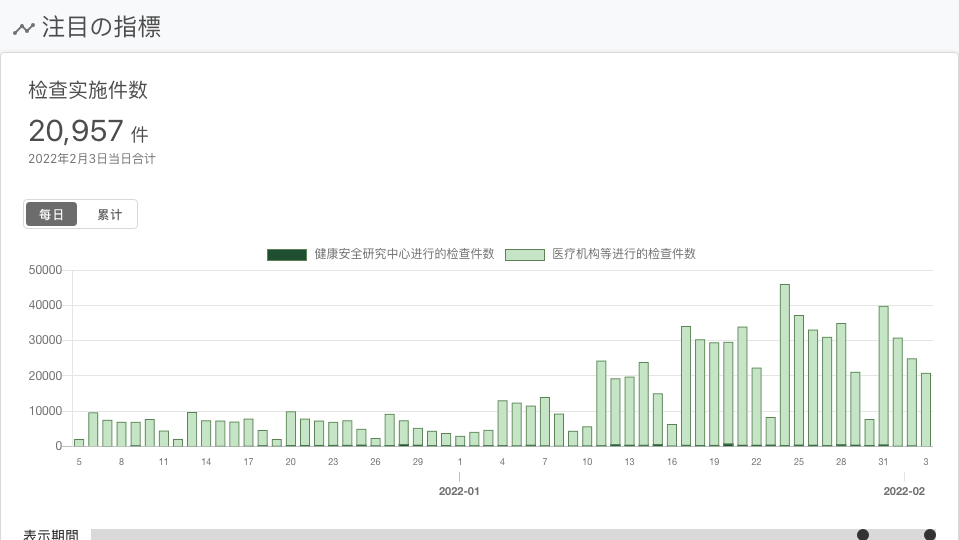 注目の指標
检查实施件数
20,957 件
2022年2月3日当日合计
每日 累计
健康安全研究中心进行的检查件数 医疗机构等进行的检查件数
50000
40000
30000
20000
10000
0
5 8 11 14 17 20 23 26 29 1 4 7 10 13 16 19 22 25 28 31 3
2022-01 2022-02
表示期間